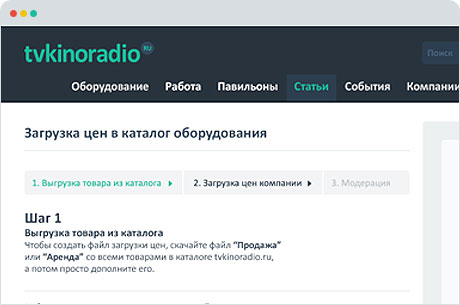 tvkinoradio RU
Поиск
Оборудование Работа Павильоны Статьи События Компании
Загрузка цен в каталог оборудования
1. Выгрузка товара из каталога 2. Загрузка цен компании 3. Модерация
Шаг 1
Выгрузка товара из каталога
Чтобы создать файл загрузки цен, скачайте файл “Продажа”
или “Аренда” со всеми товарами в каталоге tvkinoradio.ru,
а потом просто дополните его.